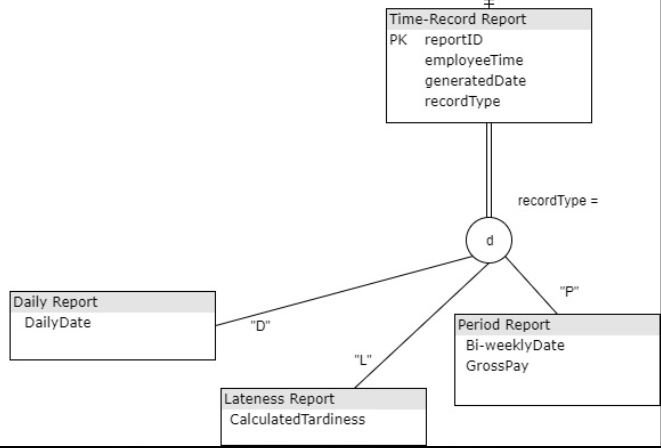 Time-Record Report
PK reportID
employeeTime
generatedDate
recordType
recordType =
d
Daily Report
DailyDate
"D"
"L"
"P"
Period Report
Bi-weeklyDate
GrossPay
Lateness Report
CalculatedTardiness